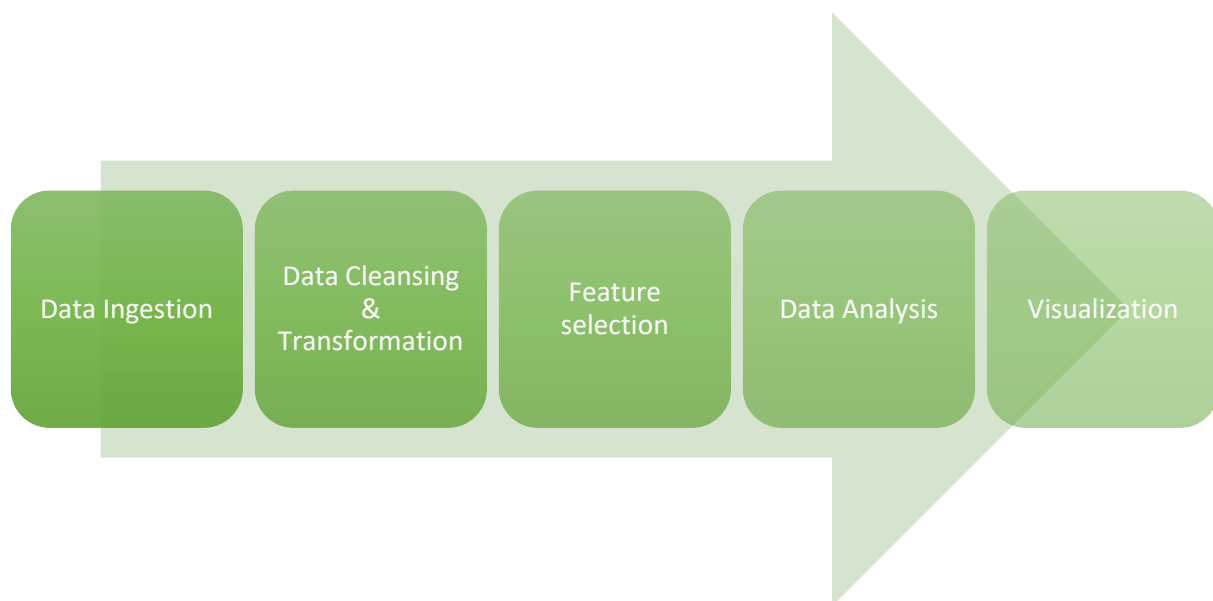 Data Ingestion
Data Cleansing
&
Transformation
Feature
selection
Data Analysis
Visualization